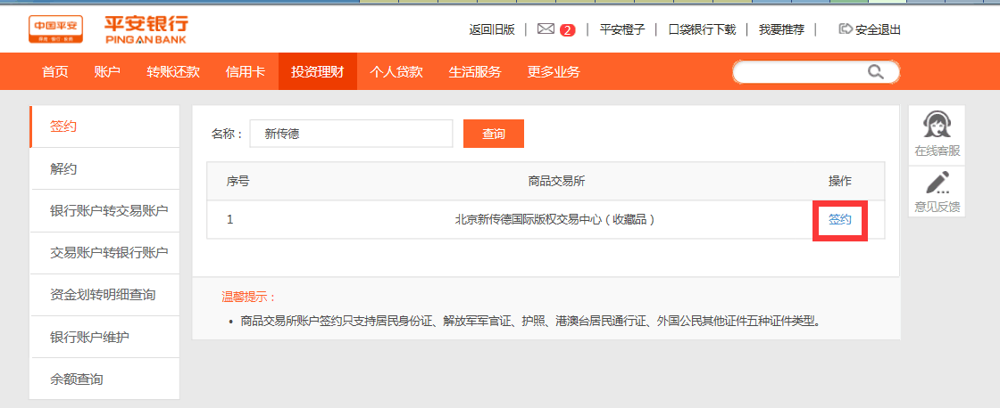 中国平安
保险·银行·投资
平安银行
PINGAN BANK
返回旧版 | 2 | 平安橙子 | 口袋银行下载 | 我要推荐 | 安全退出
首页 账户 转账还款 信用卡 投资理财 个人贷款 生活服务 更多业务
签约
解约
银行账户转交易账户
交易账户转银行账户
资金划转明细查询
银行账户维护
余额查询
名称： 新传德 查询
序号 商品交易所 操作
1 北京新传德国际版权交易中心（收藏品） 签约
温馨提示：
• 商品交易所账户签约只支持居民身份证、解放军军官证、护照、港澳台居民通行证、外国公民其他证件五种证件类型。
在线客服
意见反馈